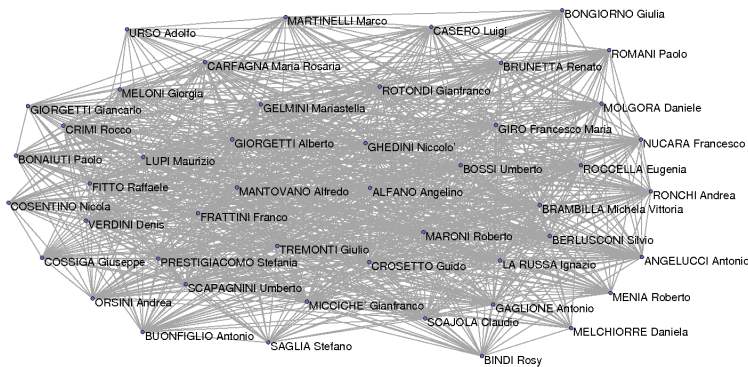 BONGIORNO Giulia
MARTINELLI Marco
URSO Adolfo
CASERO Luigi
ROMANI Paolo
CARFAGNA Maria Rosaria
BRUNETTA Renato
MELONI Giorgia
ROTONDI Gianfranco
GIORGETTI Giancarlo
GELMINI Mariastella
MOLGORA Daniele
CRIMI Rocco
GIRO Francesco Maria
GIORGETTI Alberto
GHEDINI Niccolo'
NUCARA Francesco
BONAIUTI Paolo
LUPI Maurizio
BOSSI Umberto
ROCCELLA Eugenia
FITTO Raffaele
MANTOVANO Alfredo
ALFANO Angelino
RONCHI Andrea
COSENTINO Nicola
FRATTINI Franco
BRAMBILLA Michela Vittoria
VERDINI Denis
MARONI Roberto
BERLUSCONI Silvio
TREMONTI Giulio
COSSIGA Giuseppe
PRESTIGIACOMO Stefania
CROSETTO Guido
LA RUSSA Ignazio
ANGELUCCI Antonio
SCAPAGNINI Umberto
ORSINI Andrea
MICCICHE' Gianfranco
GAGLIONE Antonio
MENIA Roberto
SCAJOLA Claudio
BUONFIGLIO Antonio
MELCHIORRE Daniela
SAGLIA Stefano
BINDI Rosy